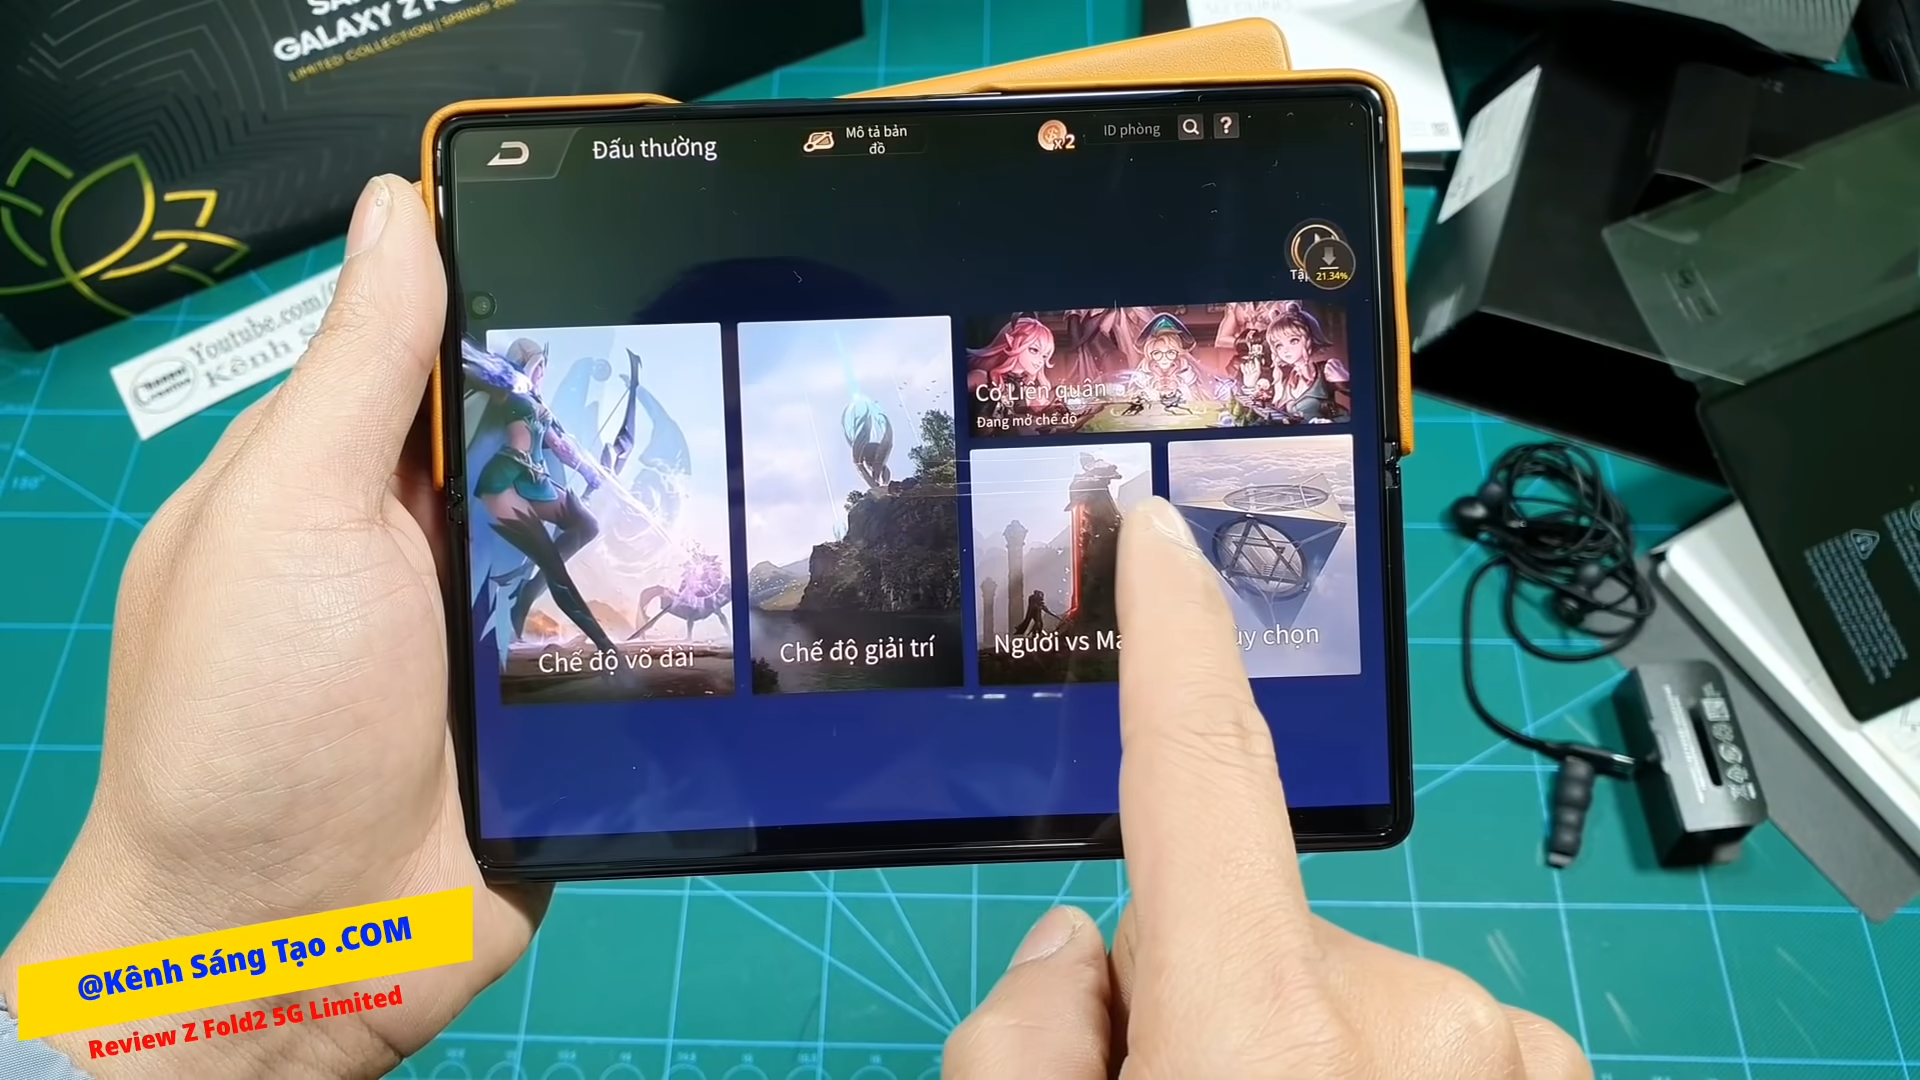 GALAXY Z
LIMITED COLLECTION | SPRING
Youtube.com/
Kênh S
Đấu thường
Mô tả bản
đồ
x2
ID phòng
?
21.34%
Cờ Liên quân
Đang mở chế độ
Chế độ võ đài
Chế độ giải trí
Người vs Má
ùy chọn
@Kênh Sáng Tạo .COM
Review Z Fold2 5G Limited